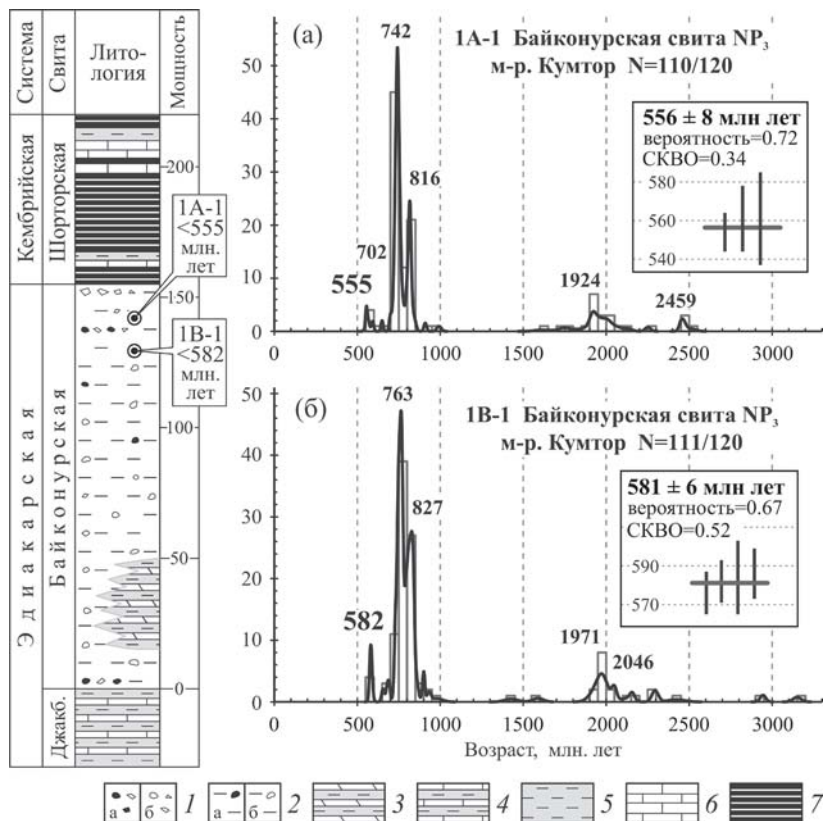 Система
Свита
Лито-
логия
Мощность
Кембрийская
Шорторская
Эдиакарская
Байконурская
Джакб.
200
150
100
50
0
1А-1
<555
млн.
лет
1В-1
<582
млн.
лет
(а)
1А-1 Байконурская свита NP3
м-р. Кумтор N=110/120
742
816
702
555
1924
2459
556 ± 8 млн лет
вероятность=0.72
СКВО=0.34
580
560
540
50
40
30
20
10
0
0 500 1000 1500 2000 2500 3000
(б)
1В-1 Байконурская свита NP3
м-р. Кумтор N=111/120
763
827
582
1971
2046
581 ± 6 млн лет
вероятность=0.67
СКВО=0.52
590
570
50
40
30
20
10
0
0 500 1000 1500 2000 2500 3000
Возраст, млн. лет
а б 1 а б 2 3 4 5 6 7